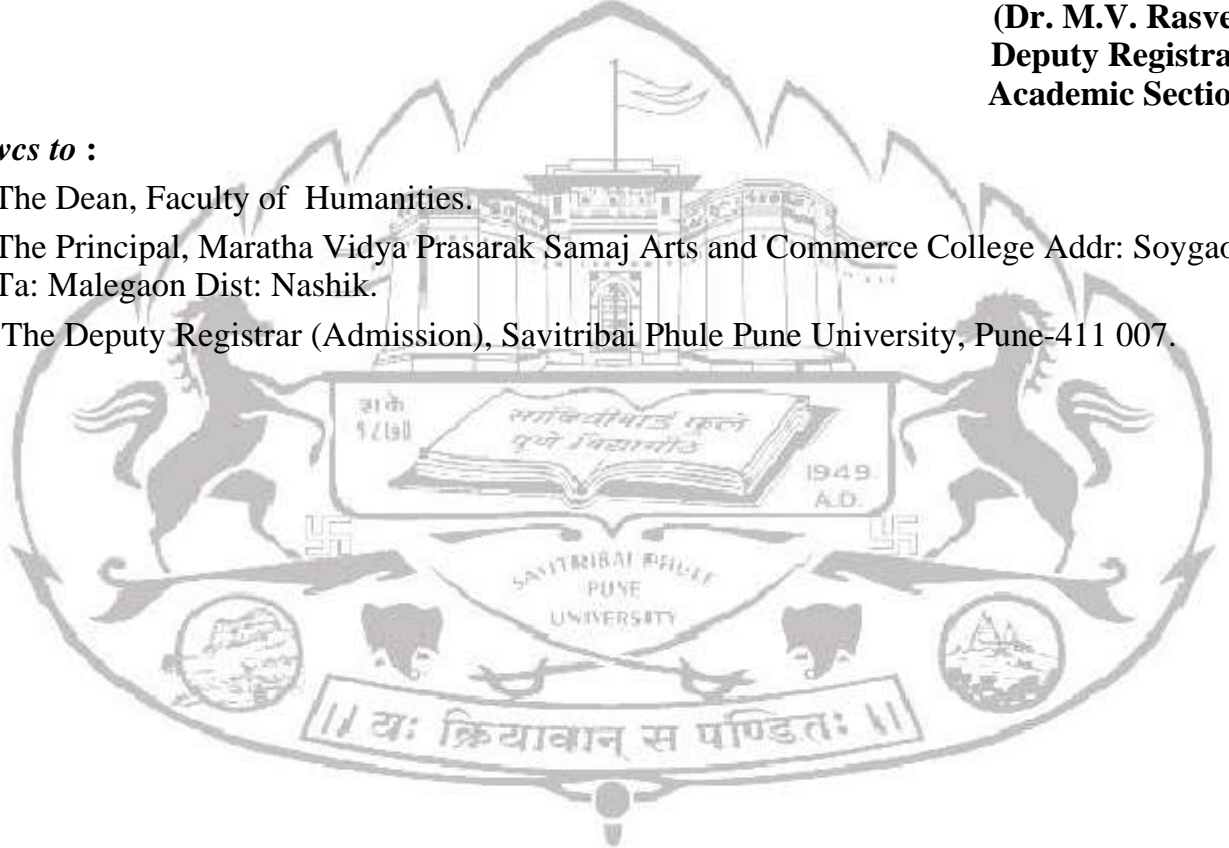 (Dr. M.V. Rasve
Deputy Registra
Academic Sectio
wcs to :
The Dean, Faculty of Humanities.
The Principal, Maratha Vidya Prasarak Samaj Arts and Commerce College Addr: Soygao
Ta: Malegaon Dist: Nashik.
The Deputy Registrar (Admission), Savitribai Phule Pune University, Pune-411 007.
शके
सावित्रीबाई फुले
पुणे विद्यापीठ
1949
A.D.
SAVITRIBAI PHULE
PUNE
UNIVERSITY
।। यः क्रियावान् स पण्डितः ।।